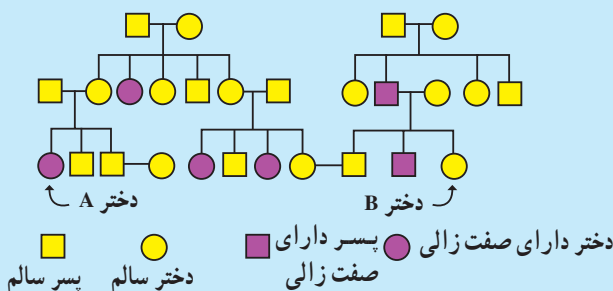 دختر A
دختر B
دختر دارای صفت زالی
پسر دارای
صفت زالی
دختر سالم
پسر سالم